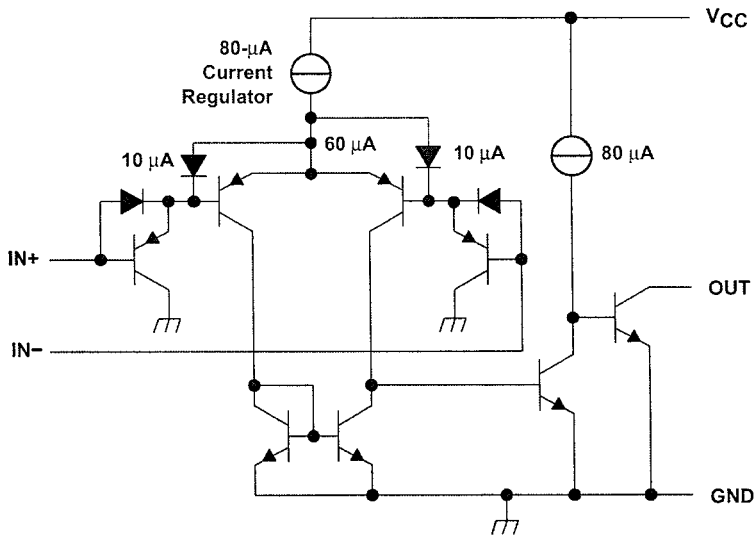 V<sub>CC</sub>
80-μA
Current
Regulator
60 μA
10 μA
10 μA
80 μA
IN+
OUT
IN−
GND